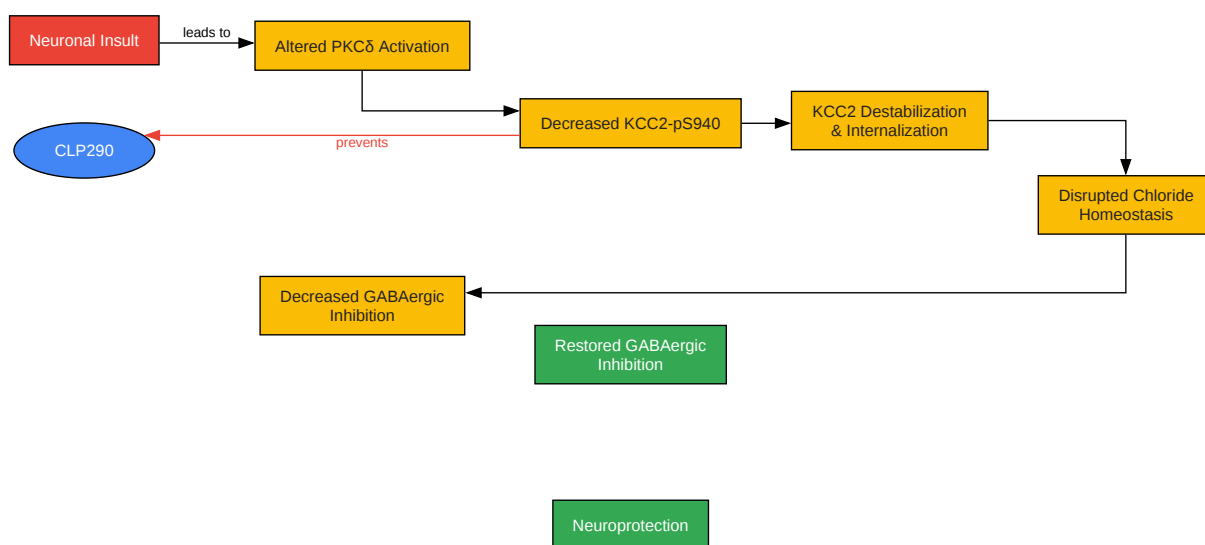 Neuronal Insult
leads to
Altered PKCδ Activation
Decreased KCC2-pS940
KCC2 Destabilization
& Internalization
CLP290
prevents
Disrupted Chloride
Homeostasis
Decreased GABAergic
Inhibition
Restored GABAergic
Inhibition
Neuroprotection